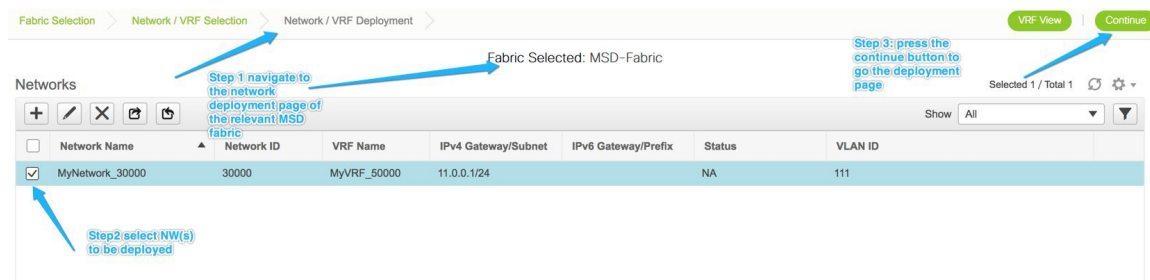 Fabric Selection
Network / VRF Selection
Network / VRF Deployment
VRF View
Continue
Fabric Selected: MSD-Fabric
Step 3: press the
continue button to
go the deployment
page
Step 1 navigate to
the network
deployment page of
the relevant MSD
fabric
Networks
Selected 1 / Total 1
Show All
Network Name Network ID VRF Name IPv4 Gateway/Subnet IPv6 Gateway/Prefix Status VLAN ID
MyNetwork_30000 30000 MyVRF_50000 11.0.0.1/24 NA 111
Step2 select NW(s)
to be deployed